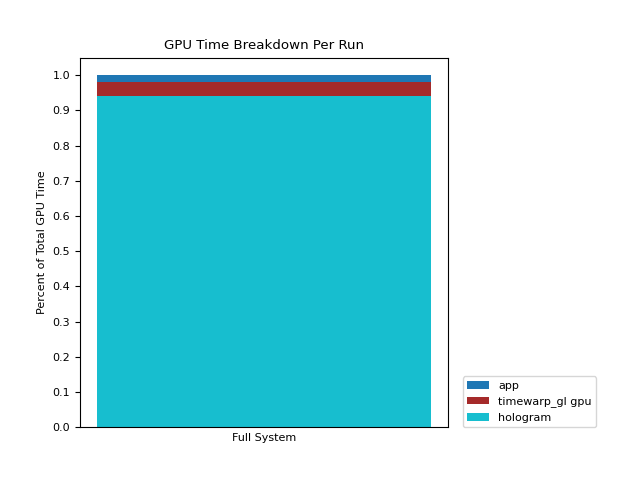 GPU Time Breakdown Per Run
Percent of Total GPU Time
1.0
0.9
0.8
0.7
0.6
0.5
0.4
0.3
0.2
0.1
0.0
Full System
app
timewarp_gl gpu
hologram